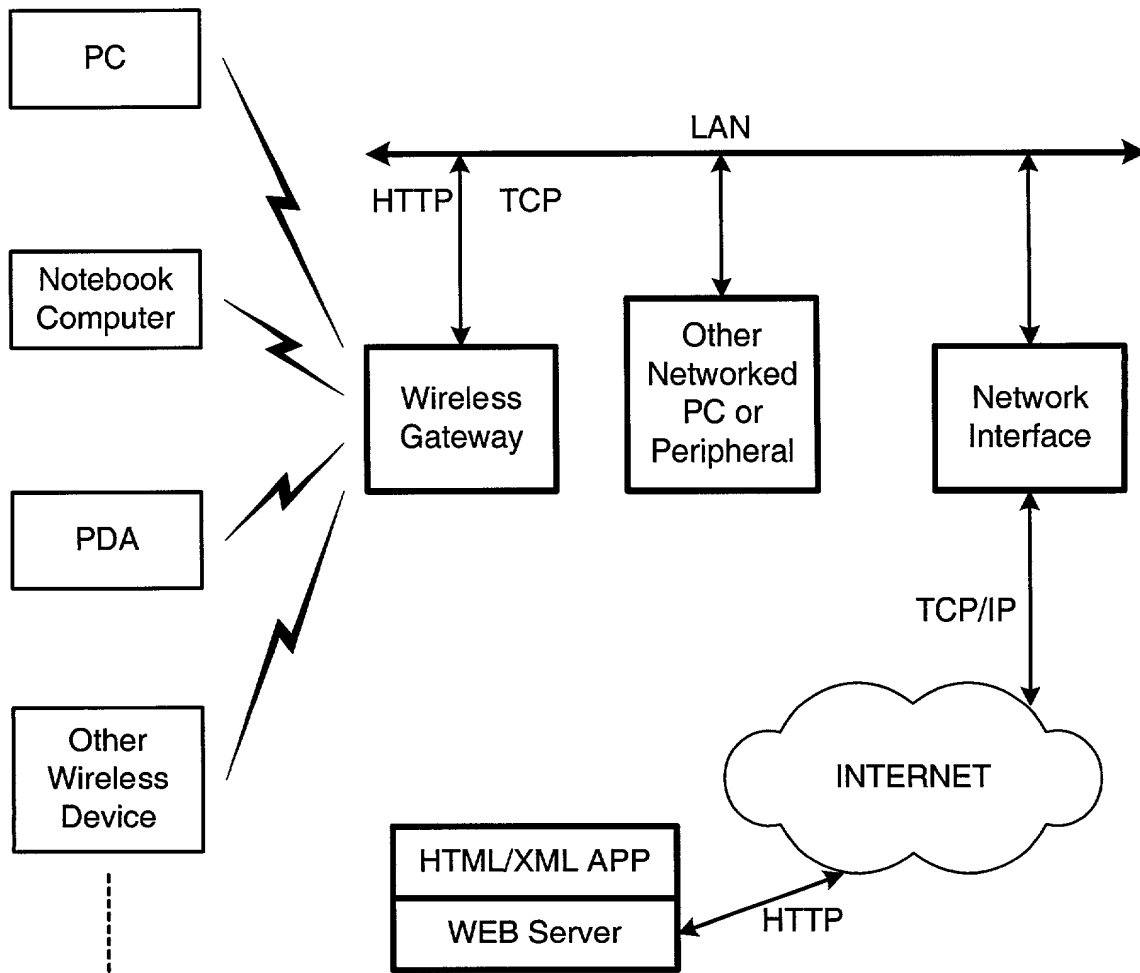 PC
LAN
HTTP
TCP
Notebook
Computer
Wireless
Gateway
Other
Networked
PC or
Peripheral
Network
Interface
PDA
TCP/IP
Other
Wireless
Device
INTERNET
HTML/XML APP
WEB Server
HTTP